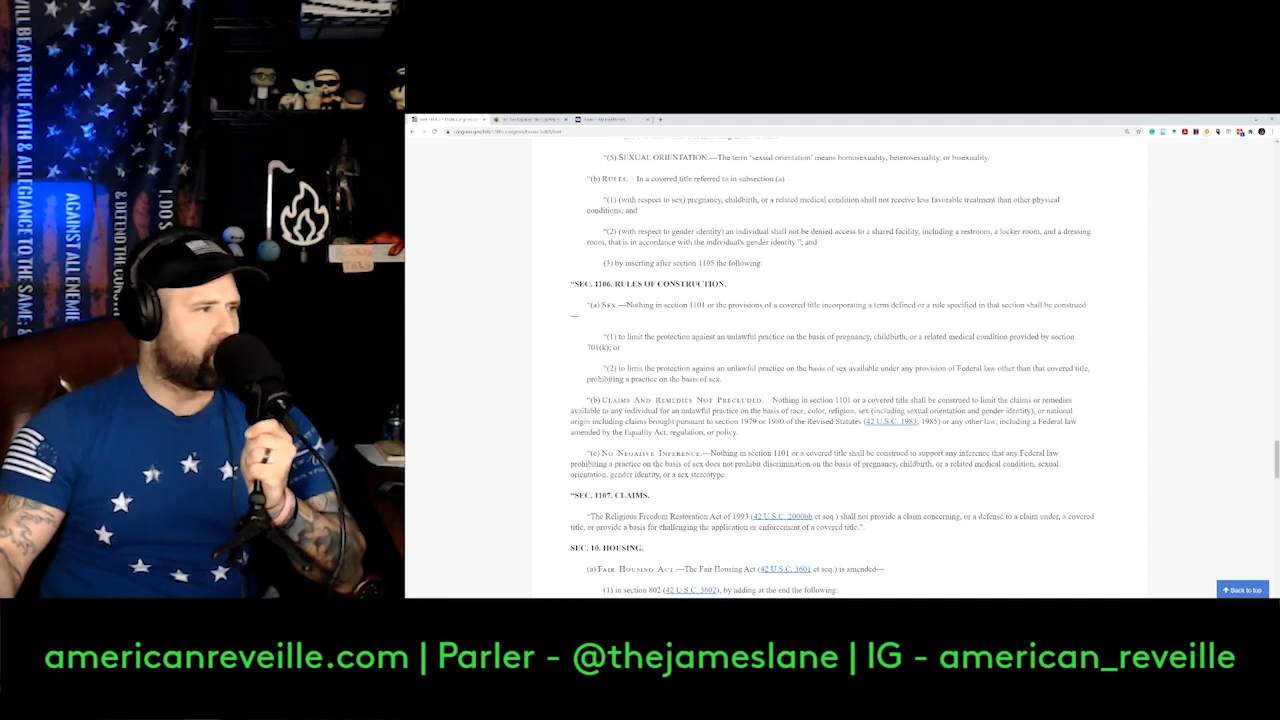 WILL BEAR TRUE FAITH & ALLEGIANCE TO THE SAME;
AGAINST ALL ENEMIE
& DEFEND THE CONST
I, DO S
"(5) SEXUAL ORIENTATION.—The term 'sexual orientation' means homosexuality, heterosexuality, or bisexuality.
"(b) RULES. In a covered title referred to in subsection (a)
"(1) (with respect to sex) pregnancy, childbirth, or a related medical condition shall not receive less favorable treatment than other physical
conditions; and
"(2) (with respect to gender identity) an individual shall not be denied access to a shared facility, including a restroom, a locker room, and a dressing
room, that is in accordance with the individual's gender identity."; and
(3) by inserting after section 1105 the following:
"SEC. 1106. RULES OF CONSTRUCTION.
"(a) SEX.—Nothing in section 1101 or the provisions of a covered title incorporating a term defined or a rule specified in that section shall be construed
—
"(1) to limit the protection against an unlawful practice on the basis of pregnancy, childbirth, or a related medical condition provided by section
701(k); or
"(2) to limit the protection against an unlawful practice on the basis of sex available under any provision of Federal law other than that covered title,
prohibiting a practice on the basis of sex.
"(b) CLAIMS AND REMEDIES NOT PRECLUDED. Nothing in section 1101 or a covered title shall be construed to limit the claims or remedies
available to any individual for an unlawful practice on the basis of race, color, religion, sex (including sexual orientation and gender identity), or national
origin including claims brought pursuant to section 1979 or 1980 of the Revised Statutes (42 U.S.C. 1983, 1985) or any other law, including a Federal law
amended by the Equality Act, regulation, or policy.
"(c) NO NEGATIVE INFERENCE.—Nothing in section 1101 or a covered title shall be construed to support any inference that any Federal law
prohibiting a practice on the basis of sex does not prohibit discrimination on the basis of pregnancy, childbirth, or a related medical condition, sexual
orientation, gender identity, or a sex stereotype.
"SEC. 1107. CLAIMS.
"The Religious Freedom Restoration Act of 1993 (42 U.S.C. 2000bb et seq.) shall not provide a claim concerning, or a defense to a claim under, a covered
title, or provide a basis for challenging the application or enforcement of a covered title.".
SEC. 10. HOUSING.
(a) FAIR HOUSING ACT.—The Fair Housing Act (42 U.S.C. 3601 et seq.) is amended—
(1) in section 802 (42 U.S.C. 3602), by adding at the end the following:
Back to top
americanreveille.com | Parler - @thejameslane | IG - american_reveille